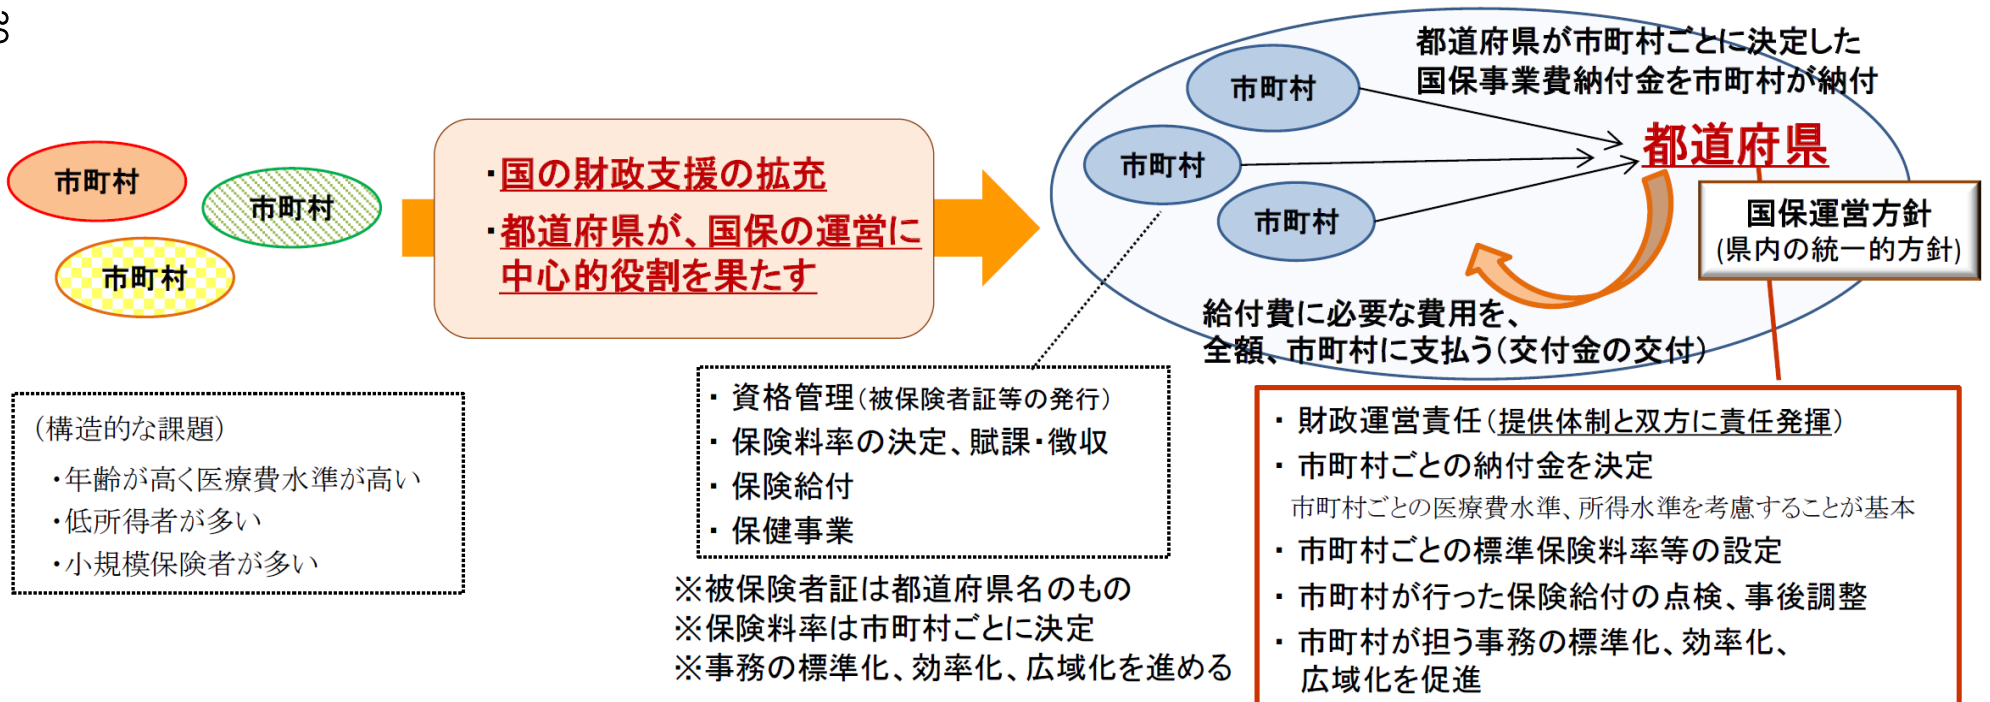 市町村
市町村
市町村
・国の財政支援の拡充
・都道府県が、国保の運営に
中心的役割を果たす
都道府県が市町村ごとに決定した
国保事業費納付金を市町村が納付
市町村
市町村
市町村
都道府県
国保運営方針
(県内の統一的方針)
給付費に必要な費用を、
全額、市町村に支払う(交付金の交付)
(構造的な課題)
・年齢が高く医療費水準が高い
・低所得者が多い
・小規模保険者が多い
・ 資格管理(被保険者証等の発行)
・ 保険料率の決定、賦課・徴収
・ 保険給付
・ 保健事業
※被保険者証は都道府県名のもの
※保険料率は市町村ごとに決定
※事務の標準化、効率化、広域化を進める
・ 財政運営責任(提供体制と双方に責任発揮)
・ 市町村ごとの納付金を決定
市町村ごとの医療費水準、所得水準を考慮することが基本
・ 市町村ごとの標準保険料率等の設定
・ 市町村が行った保険給付の点検、事後調整
・ 市町村が担う事務の標準化、効率化、
広域化を促進